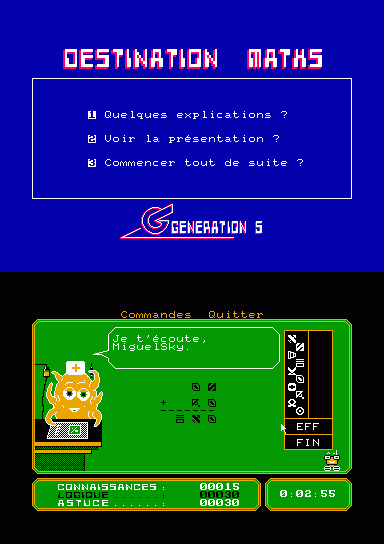 DESTINATION MATHS
1 Quelques explications ?
2 Voir la présentation ?
3 Commencer tout de suite ?
GENERATION 5
Commandes Quitter
Je t'écoute,
MiguelSky.
+
EFF
FIN
CONNAISSANCES : 00015
LOGIQUE ....... : 00030
ASTUCE ....... : 00030
0:02:55